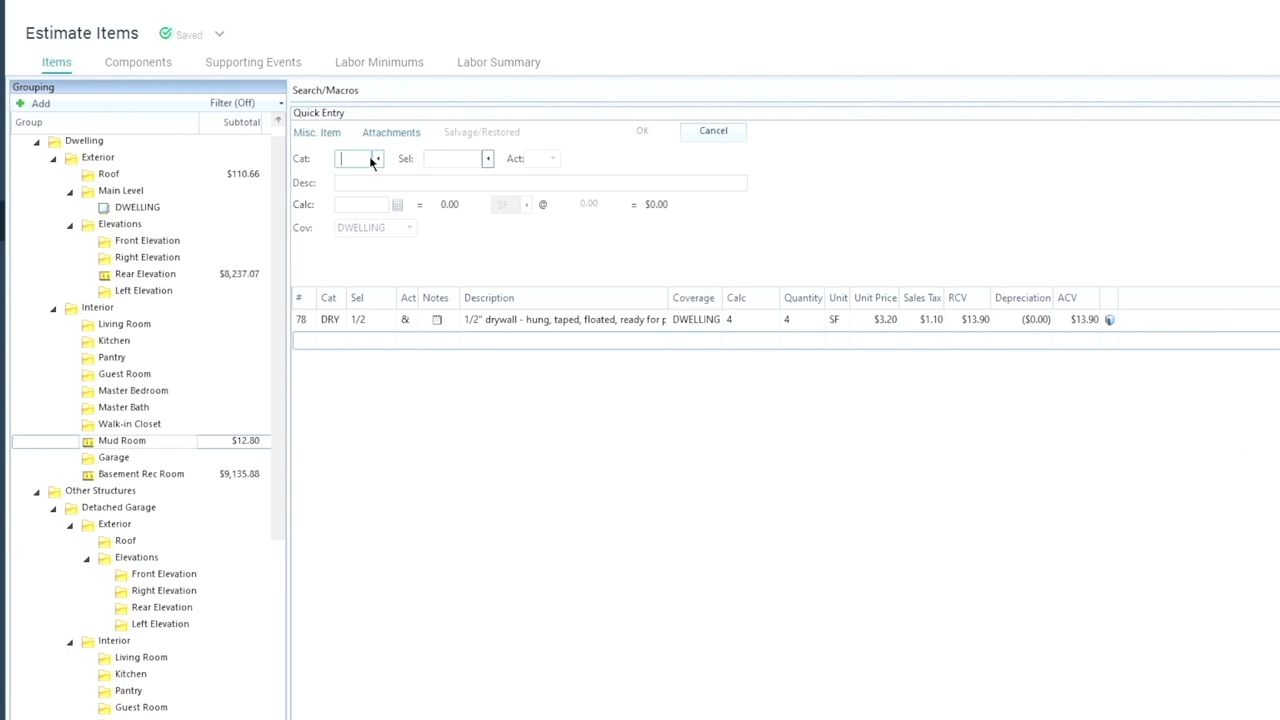 Estimate Items Saved
Items Components Supporting Events Labor Minimums Labor Summary
Grouping
Add Filter (Off)
Group Subtotal
Dwelling
Exterior
Roof $110.66
Main Level
DWELLING
Elevations
Front Elevation
Right Elevation
Rear Elevation $8,237.07
Left Elevation
Interior
Living Room
Kitchen
Pantry
Guest Room
Master Bedroom
Master Bath
Walk-in Closet
Mud Room $12.80
Garage
Basement Rec Room $9,135.88
Other Structures
Detached Garage
Exterior
Roof
Elevations
Front Elevation
Right Elevation
Rear Elevation
Left Elevation
Interior
Living Room
Kitchen
Pantry
Guest Room
Search/Macros
Quick Entry
Misc. Item Attachments Salvage/Restored OK Cancel
Cat: Sel: Act:
Desc:
Calc: = 0.00 SF @ 0.00 = $0.00
Cov: DWELLING
# Cat Sel Act Notes Description Coverage Calc Quantity Unit Unit Price Sales Tax RCV Depreciation ACV
78 DRY 1/2 & 1/2" drywall - hung, taped, floated, ready for p DWELLING 4 4 SF $3.20 $1.10 $13.90 ($0.00) $13.90